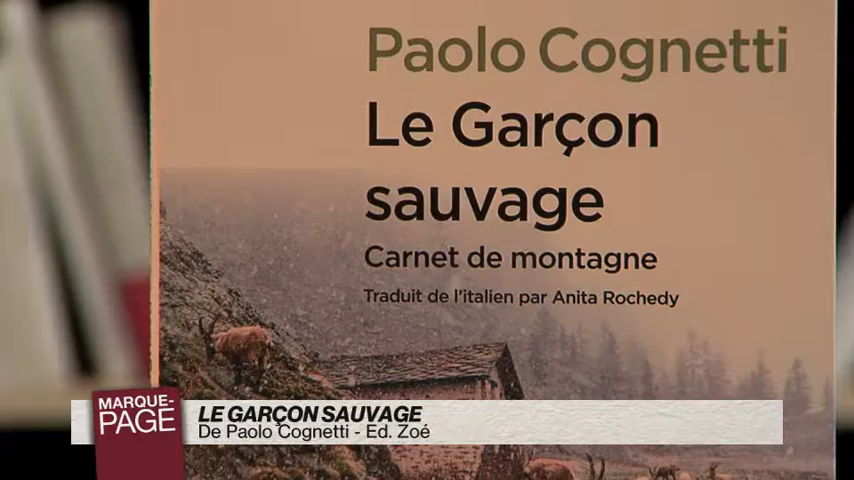 Paolo Cognetti
Le Garçon
sauvage
Carnet de montagne
Traduit de l'italien par Anita Rochedy
MARQUE-
PAGE
LE GARÇON SAUVAGE
De Paolo Cognetti - Ed. Zoé